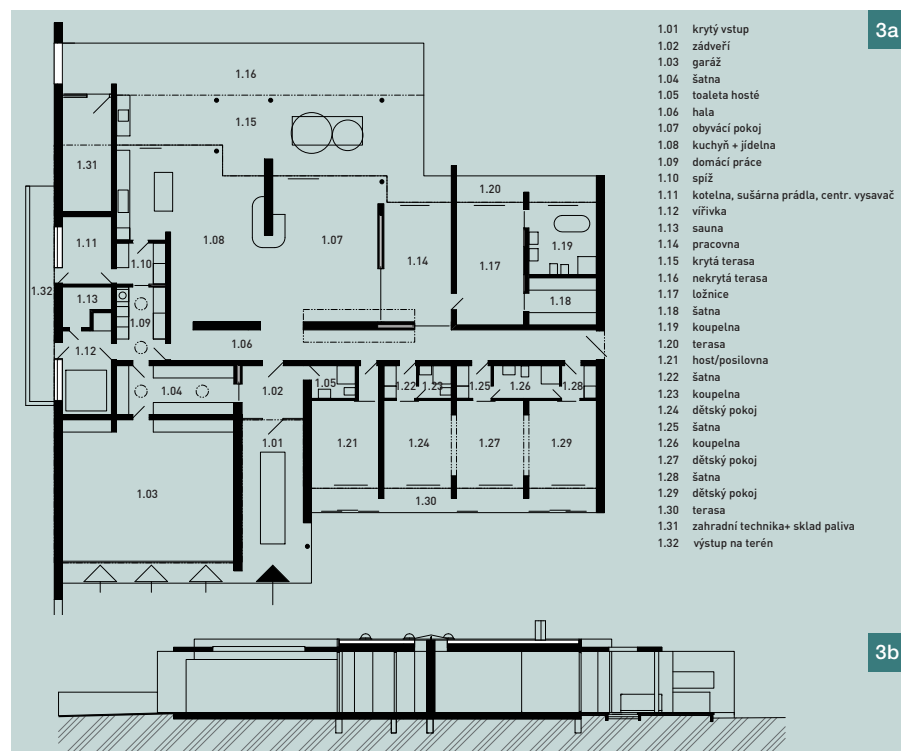 3a
1.01 krytý vstup
1.02 zádveří
1.03 garáž
1.04 šatna
1.05 toaleta hosté
1.06 hala
1.07 obyvácí pokoj
1.08 kuchyň + jídelna
1.09 domácí práce
1.10 spíž
1.11 kotelna, sušárna prádla, centr. vysavač
1.12 vířivka
1.13 sauna
1.14 pracovna
1.15 krytá terasa
1.16 nekrytá terasa
1.17 ložnice
1.18 šatna
1.19 koupelna
1.20 terasa
1.21 host/posilovna
1.22 šatna
1.23 koupelna
1.24 dětský pokoj
1.25 šatna
1.26 koupelna
1.27 dětský pokoj
1.28 šatna
1.29 dětský pokoj
1.30 terasa
1.31 zahradní technika+ sklad paliva
1.32 výstup na terén
1.16
1.15
1.31
1.20
1.08
1.07
1.11
1.10
1.14
1.17
1.19
1.32
1.13
1.09
1.18
1.12
1.06
1.04
1.02
1.05
1.22
1.23
1.25
1.26
1.28
1.01
1.21
1.24
1.27
1.29
1.03
1.30
3b